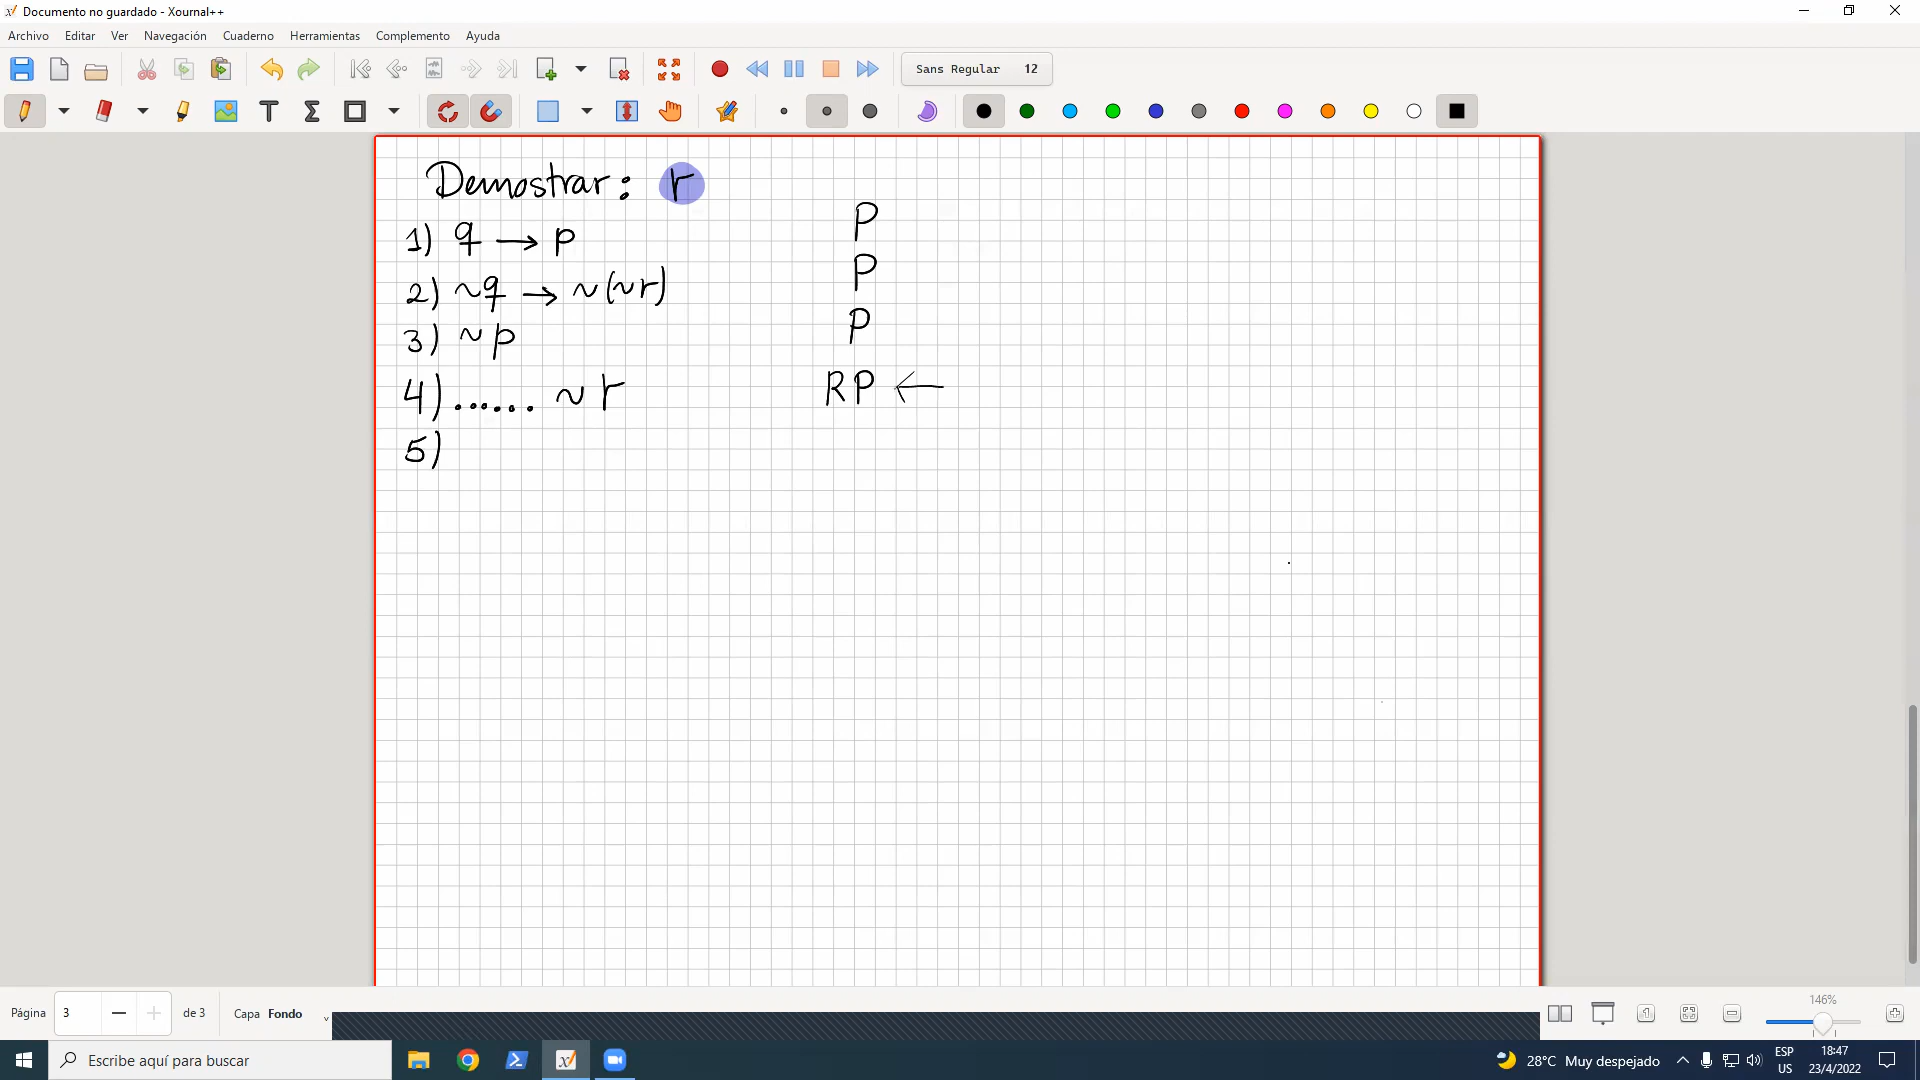 Documento no guardado - Xournal++
Archivo Editar Ver Navegación Cuaderno Herramientas Complemento Ayuda
Sans Regular 12
Demostrar: r
1) q → p P
2) ~q → ~(~r) P
3) ~p P
4) ...... ~ r RP ←
5)
Página 3 de 3 Capa Fondo
146%
Escribe aquí para buscar
28°C Muy despejado
ESP
US
18:47
23/4/2022